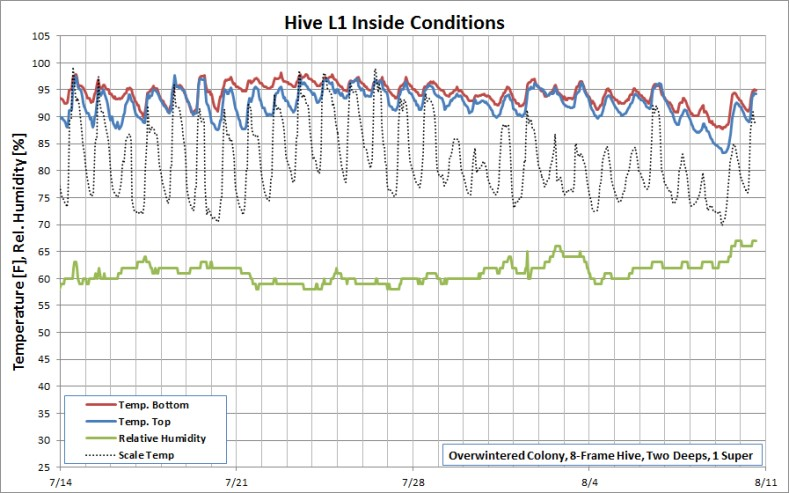 Hive L1 Inside Conditions
Temperature [F], Rel. Humidity [%]
105
100
95
90
85
80
75
70
65
60
55
50
45
40
35
30
25
Temp. Bottom
Temp. Top
Relative Humidity
Scale Temp
Overwintered Colony, 8-Frame Hive, Two Deeps, 1 Super
7/14 7/21 7/28 8/4 8/11